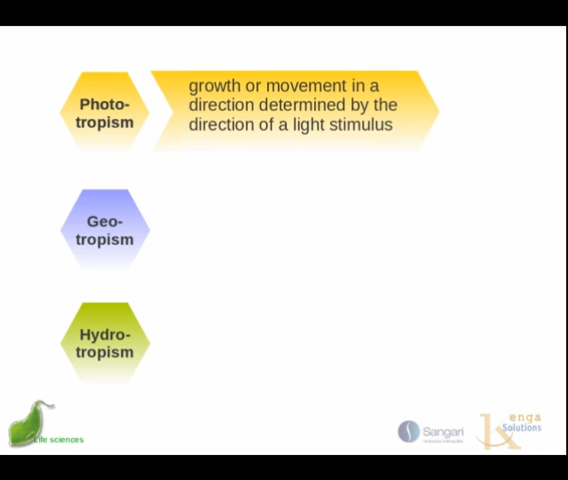 Photo-
tropism
growth or movement in a
direction determined by the
direction of a light stimulus
Geo-
tropism
Hydro-
tropism
Life sciences
Sangari
enga
Solutions